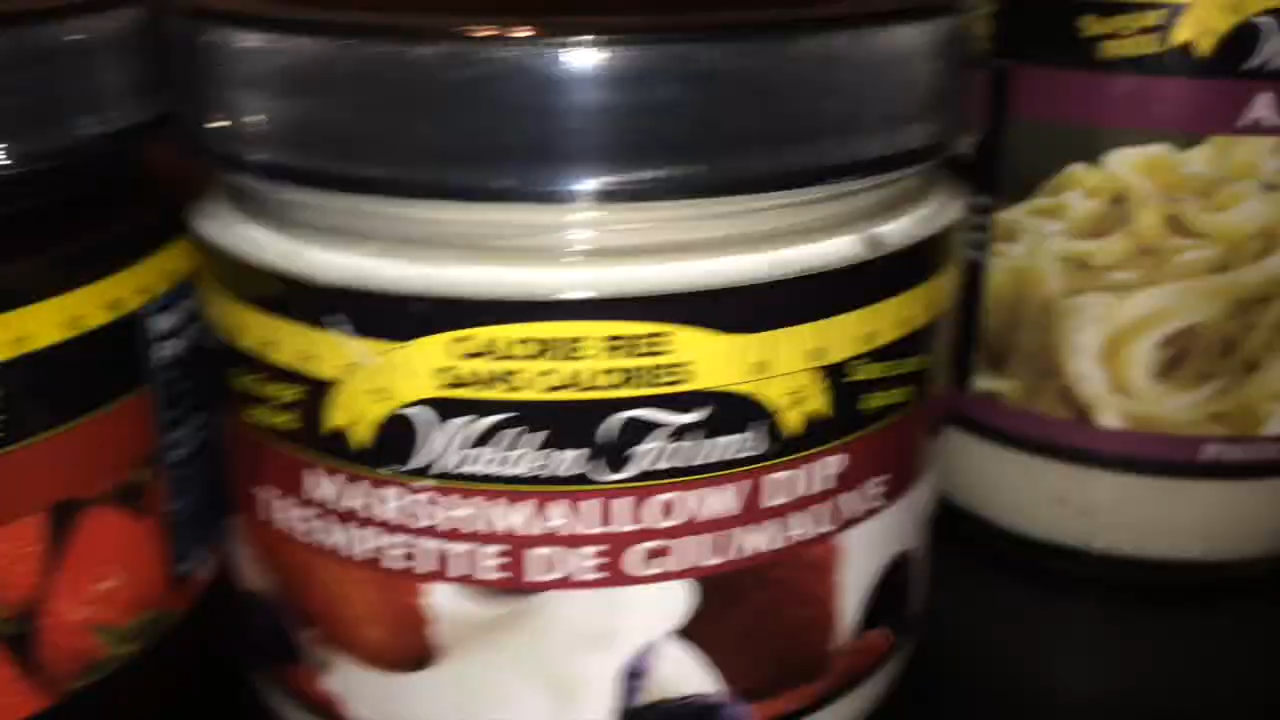 CALORIE FREE
SANS CALORIES
Walden Farms
MARSHMALLOW DIP
TREMPETTE DE GUIMAUVE